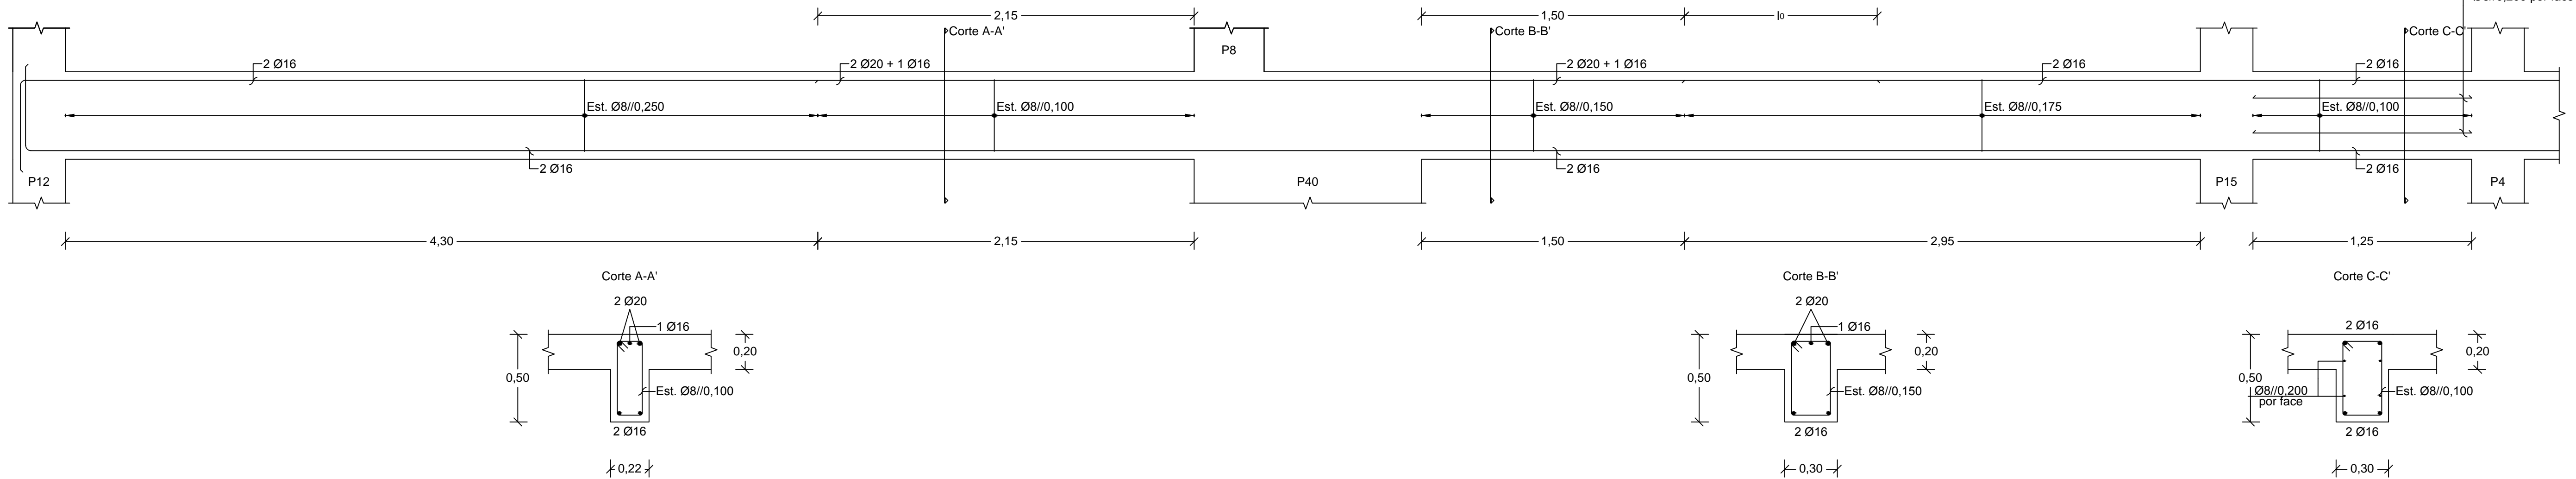 2,15
1,50
l0
Corte A-A'
P8
Corte B-B'
Corte C-C'
2 Ø16
2 Ø20 + 1 Ø16
2 Ø20 + 1 Ø16
2 Ø16
2 Ø16
Est. Ø8//0,250
Est. Ø8//0,100
Est. Ø8//0,150
Est. Ø8//0,175
Est. Ø8//0,100
2 Ø16
2 Ø16
2 Ø16
P12
P40
P15
P4
4,30
2,15
1,50
2,95
1,25
Corte A-A'
2 Ø20
1 Ø16
0,20
0,50
Est. Ø8//0,100
2 Ø16
0,22
Corte B-B'
2 Ø20
1 Ø16
0,20
0,50
Est. Ø8//0,150
2 Ø16
0,30
Corte C-C'
2 Ø16
0,20
0,50
Ø8//0,200
por face
Est. Ø8//0,100
2 Ø16
0,30